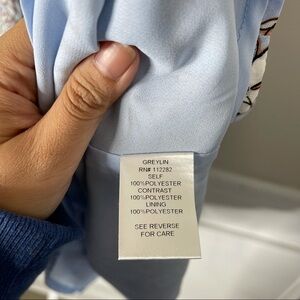 GREYLIN
RN# 112282
SELF
100%POLYESTER
CONTRAST
100%POLYESTER
LINING
100%POLYESTER
SEE REVERSE
FOR CARE